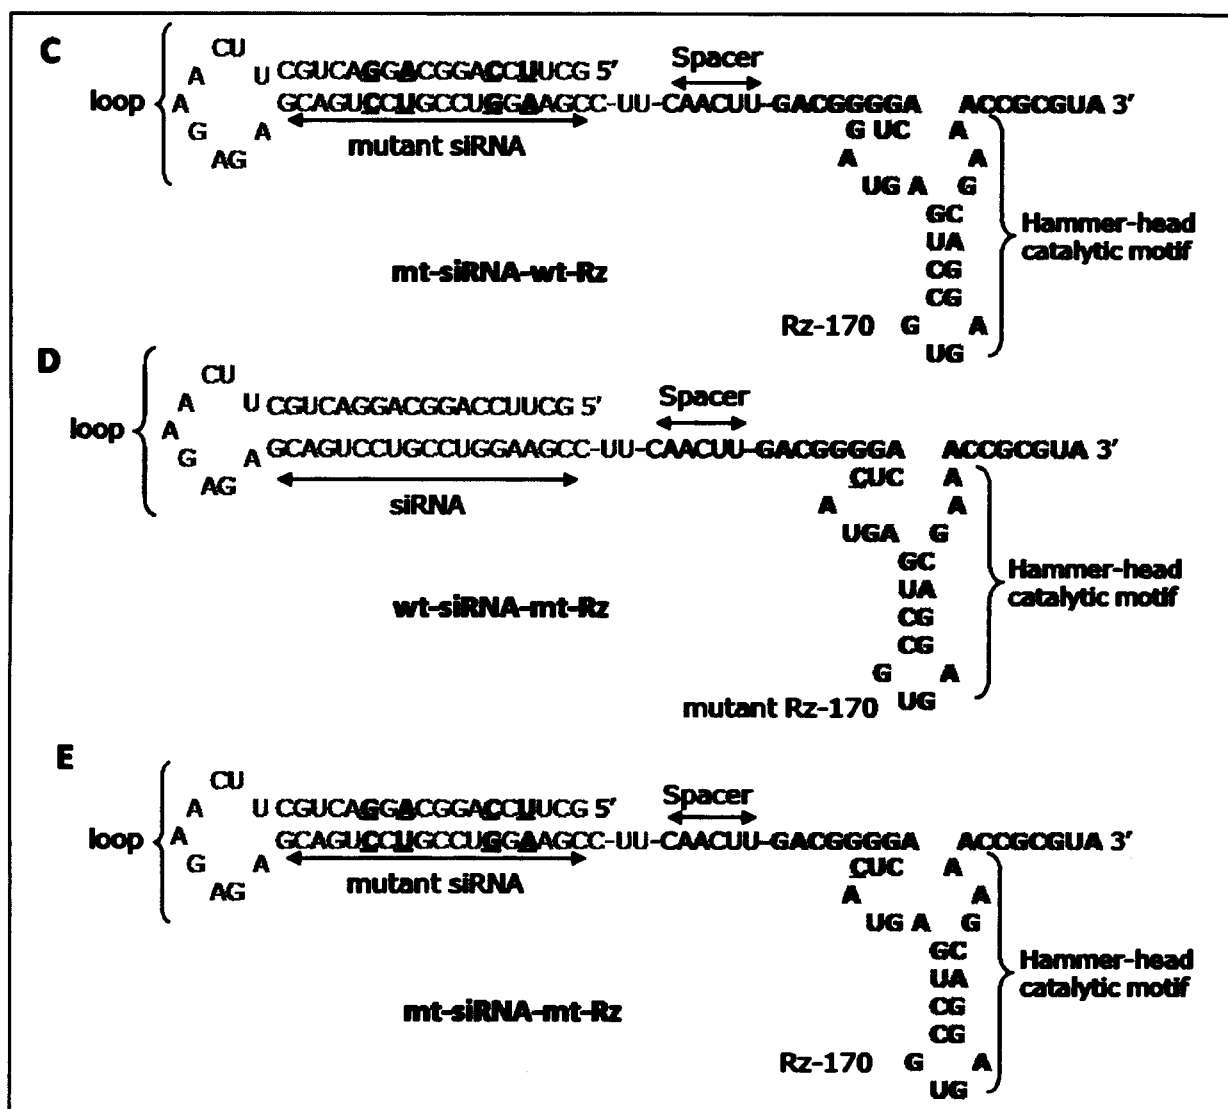 C
CU
A U CGUCAGGACGGACCUUCG 5′ Spacer
loop A GCAGUCCUGCCUGGAAGCC-UU-CAACUU-GACGGGGA ACCGCGUA 3′
G A mutant siRNA G UC A
AG A A
UG A G
GC Hammer-head
UA catalytic motif
mt-siRNA-wt-Rz CG
CG
Rz-170 G A
UG
D
CU
A U CGUCAGGACGGACCUUCG 5′ Spacer
loop A
G A GCAGUCCUGCCUGGAAGCC-UU-CAACUU-GACGGGGA ACCGCGUA 3′
AG siRNA CUC A
A A
UGA G
GC Hammer-head
wt-siRNA-mt-Rz UA catalytic motif
CG
CG
G A
mutant Rz-170 UG
E
CU
A U CGUCAGGACGGACCUUCG 5′ Spacer
loop A GCAGUCCUGCCUGGAAGCC-UU-CAACUU-GACGGGGA ACCGCGUA 3′
G A mutant siRNA CUC A
AG A A
UG A G
GC Hammer-head
UA catalytic motif
mt-siRNA-mt-Rz CG
CG
Rz-170 G A
UG